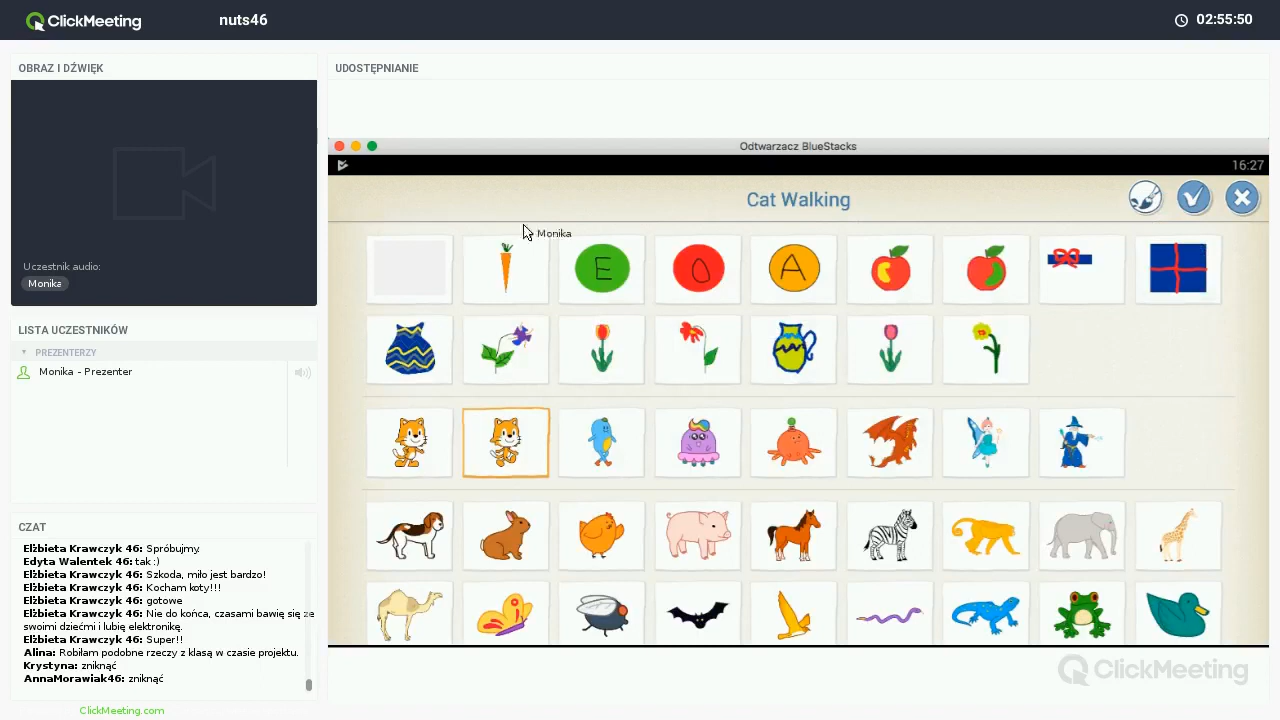 ClickMeeting
nuts46
02:55:50
OBRAZ I DŹWIĘK
UDOSTĘPNIANIE
Odtwarzacz BlueStacks
16:27
Cat Walking
Monika
E
O
A
Uczestnik audio:
Monika
LISTA UCZESTNIKÓW
PREZENTERZY
Monika - Prezenter
CZAT
Elżbieta Krawczyk 46: Spróbujmy.
Edyta Walentek 46: tak :)
Elżbieta Krawczyk 46: Szkoda, miło jest bardzo!
Elżbieta Krawczyk 46: Kocham koty!!!
Elżbieta Krawczyk 46: gotowe
Elżbieta Krawczyk 46: Nie do końca, czasami bawię się ze
swoimi dziećmi i lubię elektronikę.
Elżbieta Krawczyk 46: Super!!
Alina: Robiłam podobne rzeczy z klasą w czasie projektu.
Krystyna: zniknąć
AnnaMorawiak46: zniknąć
ClickMeeting.com
ClickMeeting